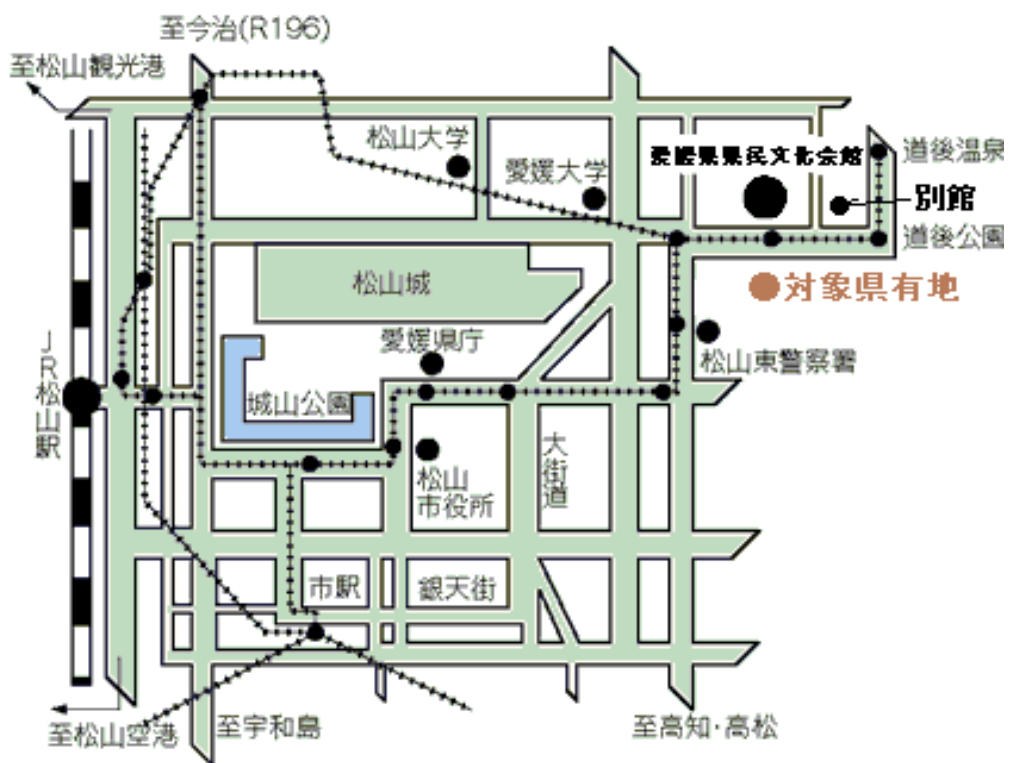 至今治(R196)
至松山観光港
松山大学
愛媛大学
愛媛県県民文化会館
道後温泉
別館
道後公園
松山城
対象県有地
愛媛県庁
松山東警察署
JR松山駅
城山公園
大街道
松山
市役所
市駅
銀天街
至松山空港
至宇和島
至高知・高松